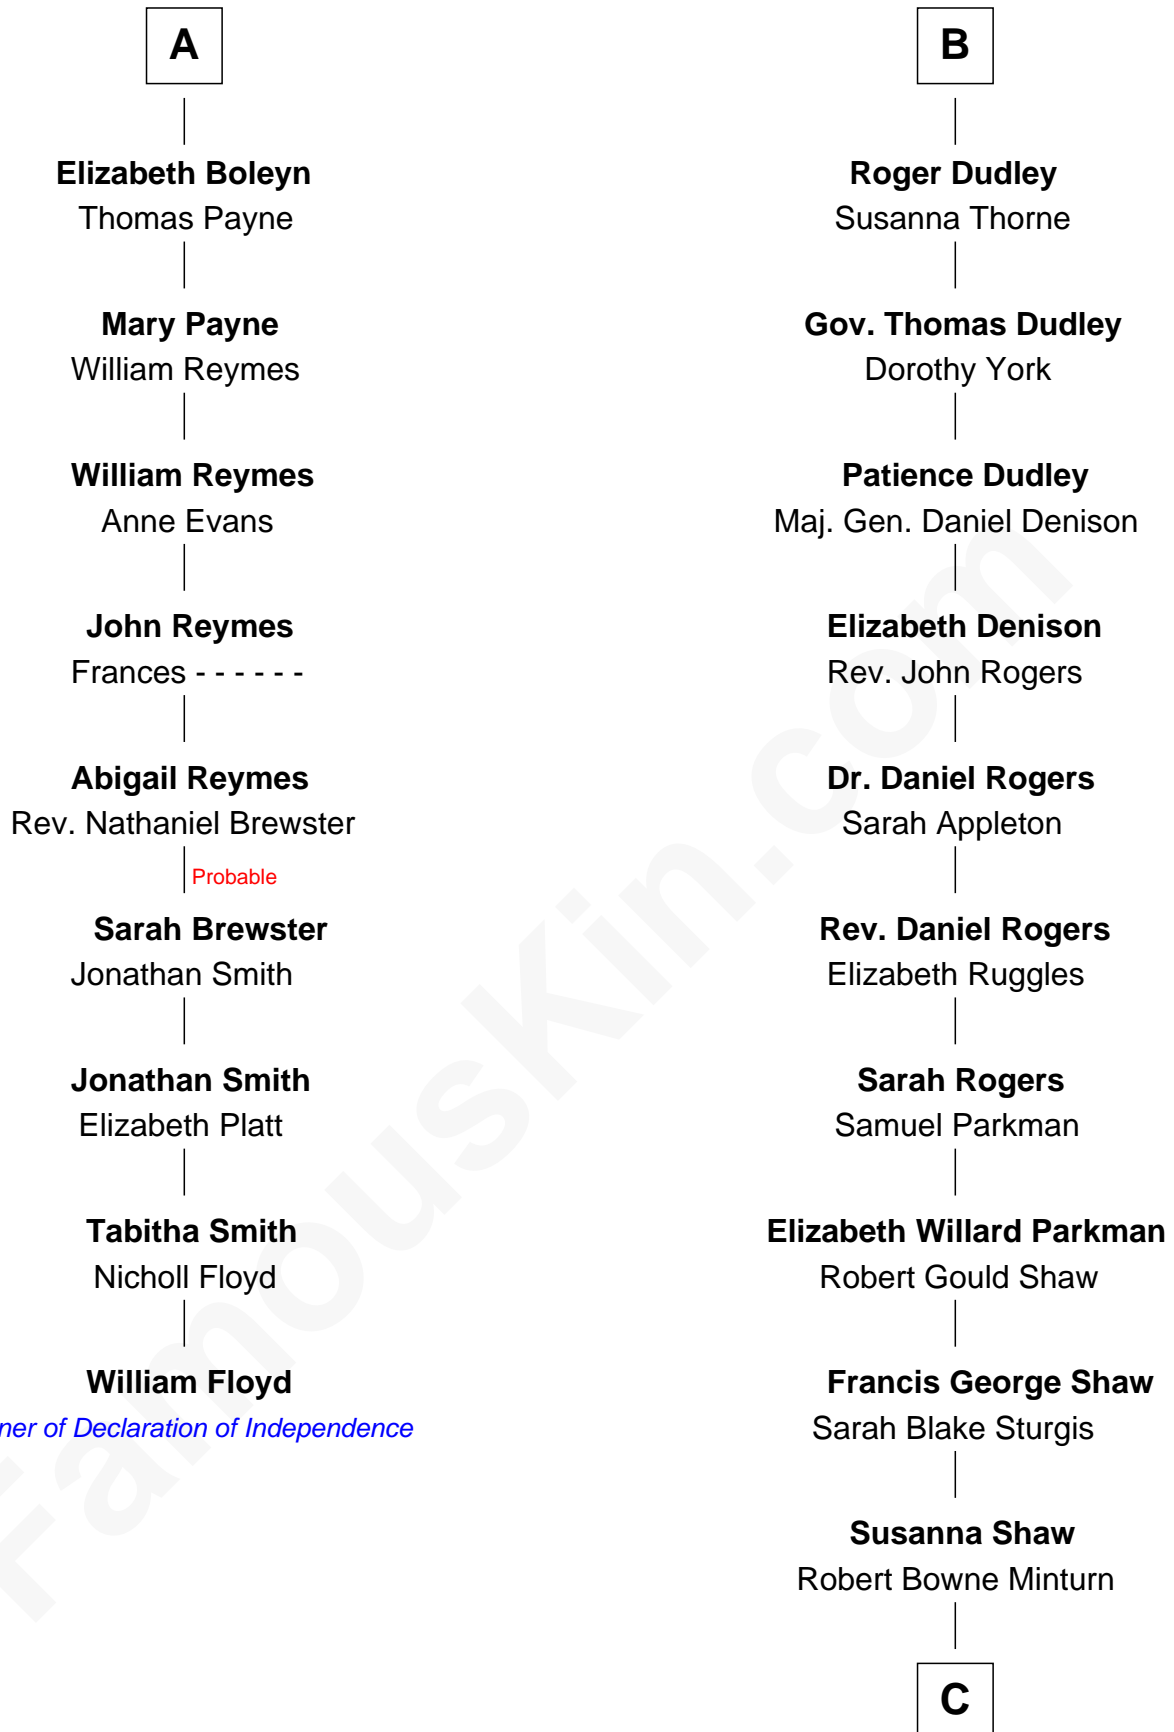 A
Elizabeth Boleyn
Thomas Payne
Mary Payne
William Reymes
William Reymes
Anne Evans
John Reymes
Frances - - - - - -
Abigail Reymes
Rev. Nathaniel Brewster
Probable
Sarah Brewster
Jonathan Smith
Jonathan Smith
Elizabeth Platt
Tabitha Smith
Nicholl Floyd
William Floyd
ner of Declaration of Independence
B
Roger Dudley
Susanna Thorne
Gov. Thomas Dudley
Dorothy York
Patience Dudley
Maj. Gen. Daniel Denison
Elizabeth Denison
Rev. John Rogers
Dr. Daniel Rogers
Sarah Appleton
Rev. Daniel Rogers
Elizabeth Ruggles
Sarah Rogers
Samuel Parkman
Elizabeth Willard Parkman
Robert Gould Shaw
Francis George Shaw
Sarah Blake Sturgis
Susanna Shaw
Robert Bowne Minturn
C
FamousKin.com